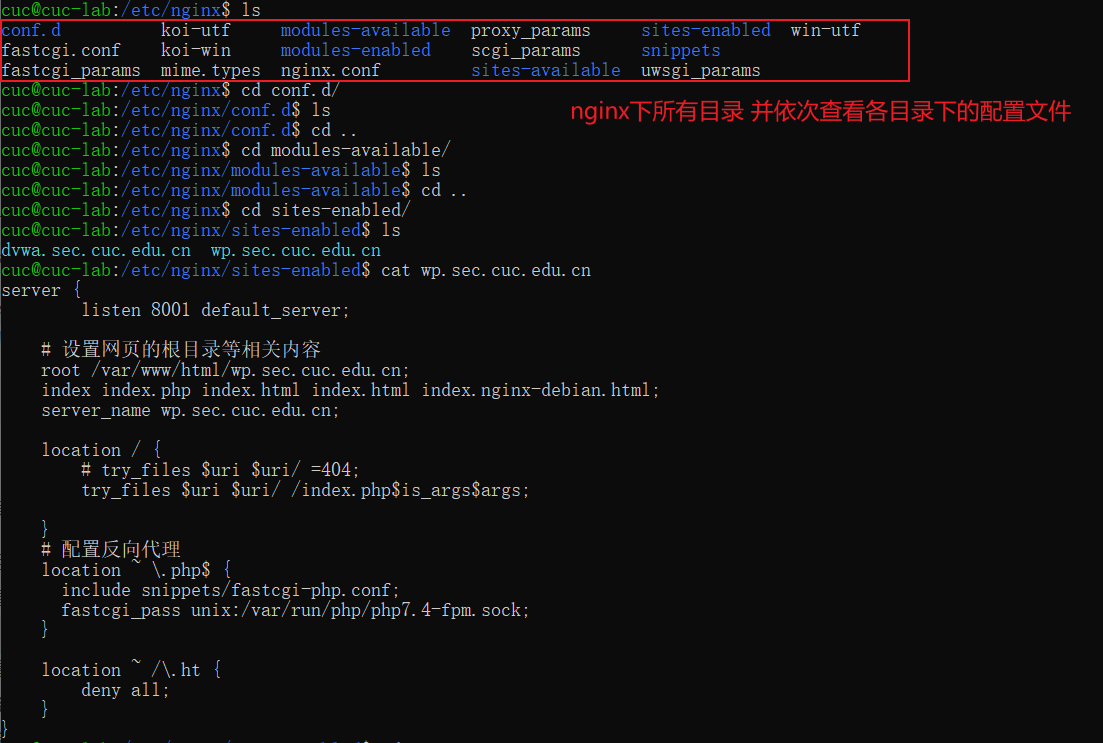 cuc@cuc-lab:/etc/nginx$ ls
conf.d          koi-utf     modules-available  proxy_params     sites-enabled  win-utf
fastcgi.conf    koi-win     modules-enabled    scgi_params      snippets
fastcgi_params  mime.types  nginx.conf         sites-available  uwsgi_params
cuc@cuc-lab:/etc/nginx$ cd conf.d/
nginx下所有目录 并依次查看各目录下的配置文件
cuc@cuc-lab:/etc/nginx/conf.d$ ls
cuc@cuc-lab:/etc/nginx/conf.d$ cd ..
cuc@cuc-lab:/etc/nginx$ cd modules-available/
cuc@cuc-lab:/etc/nginx/modules-available$ ls
cuc@cuc-lab:/etc/nginx/modules-available$ cd ..
cuc@cuc-lab:/etc/nginx$ cd sites-enabled/
cuc@cuc-lab:/etc/nginx/sites-enabled$ ls
dvwa.sec.cuc.edu.cn  wp.sec.cuc.edu.cn
cuc@cuc-lab:/etc/nginx/sites-enabled$ cat wp.sec.cuc.edu.cn
server {
        listen 8001 default_server;
    # 设置网页的根目录等相关内容
    root /var/www/html/wp.sec.cuc.edu.cn;
    index index.php index.html index.html index.nginx-debian.html;
    server_name wp.sec.cuc.edu.cn;
    location / {
        # try_files $uri $uri/ =404;
        try_files $uri $uri/ /index.php$is_args$args;
    }
    # 配置反向代理
    location ~ \.php$ {
      include snippets/fastcgi-php.conf;
      fastcgi_pass unix:/var/run/php/php7.4-fpm.sock;
    }
    location ~ /\.ht {
        deny all;
    }
}